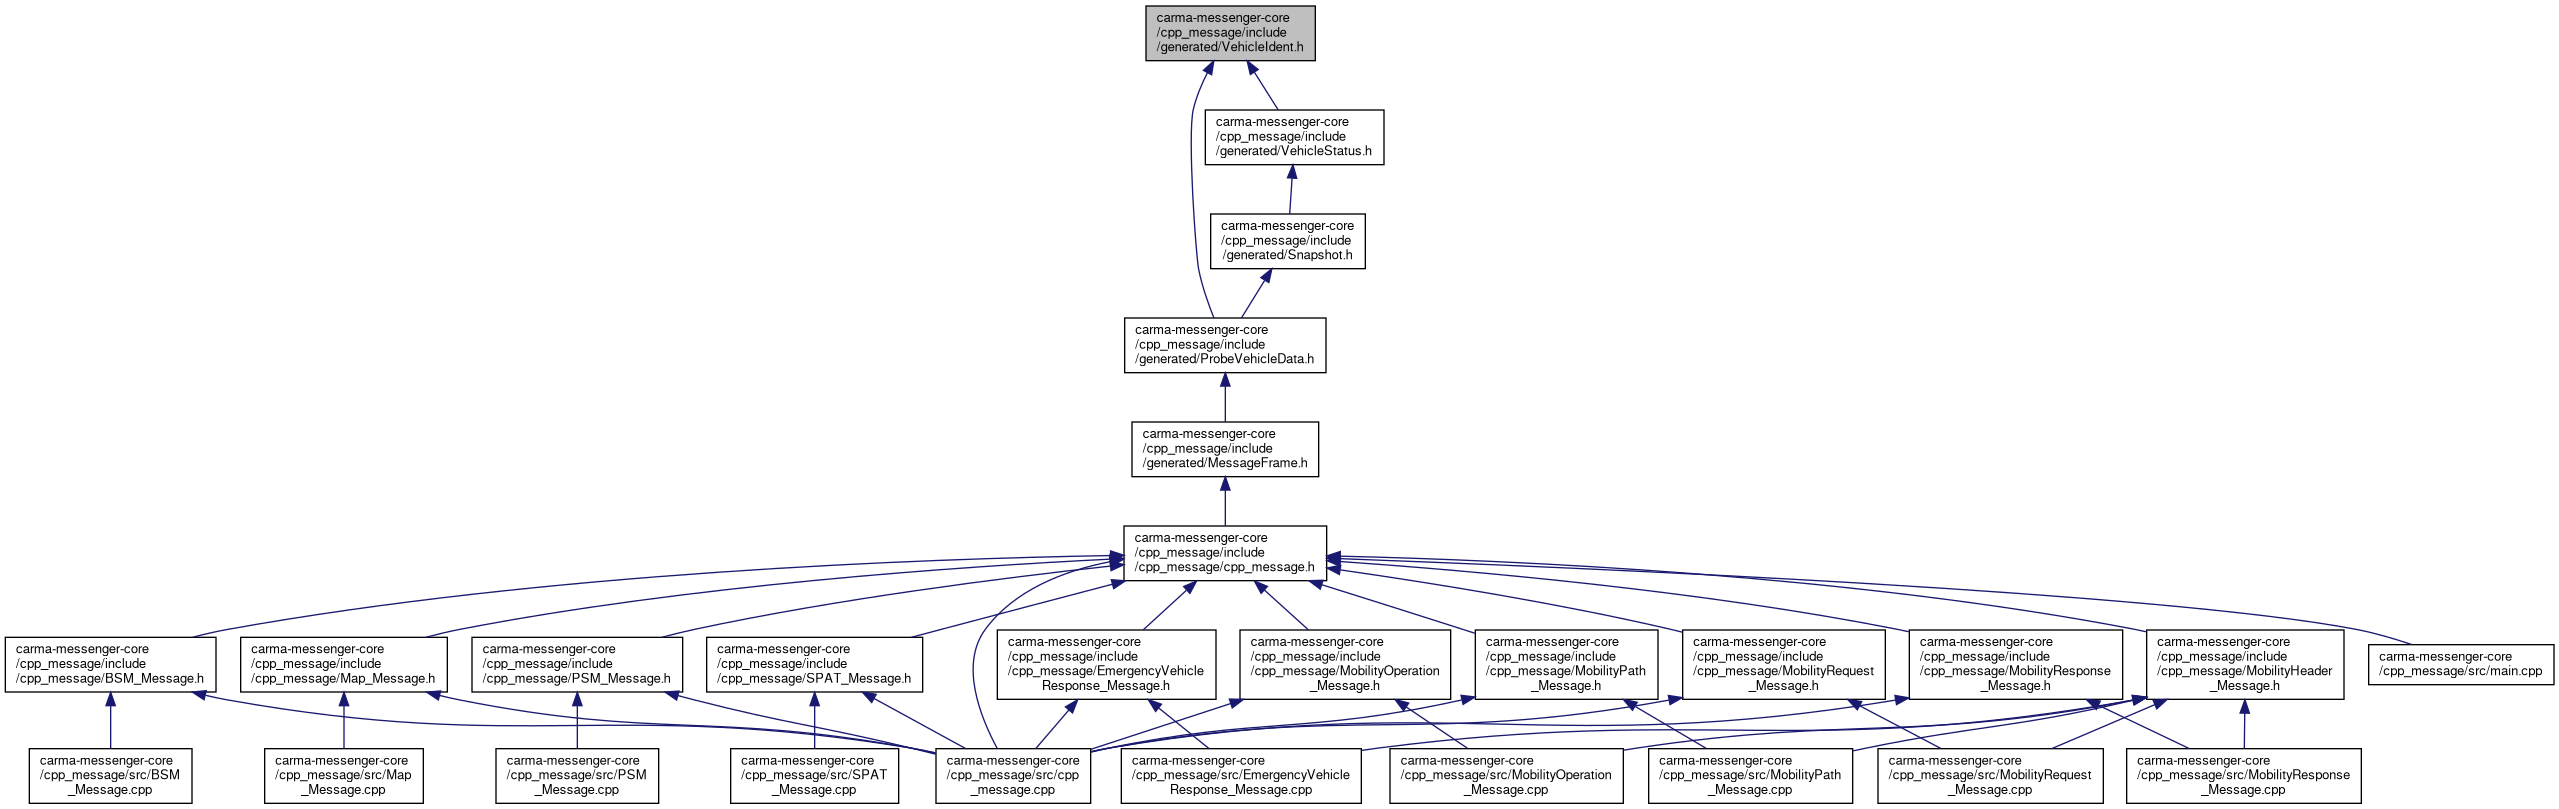 carma-messenger-core
/cpp_message/include
/generated/VehicleIdent.h
carma-messenger-core
/cpp_message/include
/generated/VehicleStatus.h
carma-messenger-core
/cpp_message/include
/generated/Snapshot.h
carma-messenger-core
/cpp_message/include
/generated/ProbeVehicleData.h
carma-messenger-core
/cpp_message/include
/generated/MessageFrame.h
carma-messenger-core
/cpp_message/include
/cpp_message/cpp_message.h
carma-messenger-core
/cpp_message/include
/cpp_message/BSM_Message.h
carma-messenger-core
/cpp_message/include
/cpp_message/Map_Message.h
carma-messenger-core
/cpp_message/include
/cpp_message/PSM_Message.h
carma-messenger-core
/cpp_message/include
/cpp_message/SPAT_Message.h
carma-messenger-core
/cpp_message/include
/cpp_message/EmergencyVehicle
Response_Message.h
carma-messenger-core
/cpp_message/include
/cpp_message/MobilityOperation
_Message.h
carma-messenger-core
/cpp_message/include
/cpp_message/MobilityPath
_Message.h
carma-messenger-core
/cpp_message/include
/cpp_message/MobilityRequest
_Message.h
carma-messenger-core
/cpp_message/include
/cpp_message/MobilityResponse
_Message.h
carma-messenger-core
/cpp_message/include
/cpp_message/MobilityHeader
_Message.h
carma-messenger-core
/cpp_message/src/main.cpp
carma-messenger-core
/cpp_message/src/BSM
_Message.cpp
carma-messenger-core
/cpp_message/src/Map
_Message.cpp
carma-messenger-core
/cpp_message/src/PSM
_Message.cpp
carma-messenger-core
/cpp_message/src/SPAT
_Message.cpp
carma-messenger-core
/cpp_message/src/cpp
_message.cpp
carma-messenger-core
/cpp_message/src/EmergencyVehicle
Response_Message.cpp
carma-messenger-core
/cpp_message/src/MobilityOperation
_Message.cpp
carma-messenger-core
/cpp_message/src/MobilityPath
_Message.cpp
carma-messenger-core
/cpp_message/src/MobilityRequest
_Message.cpp
carma-messenger-core
/cpp_message/src/MobilityResponse
_Message.cpp